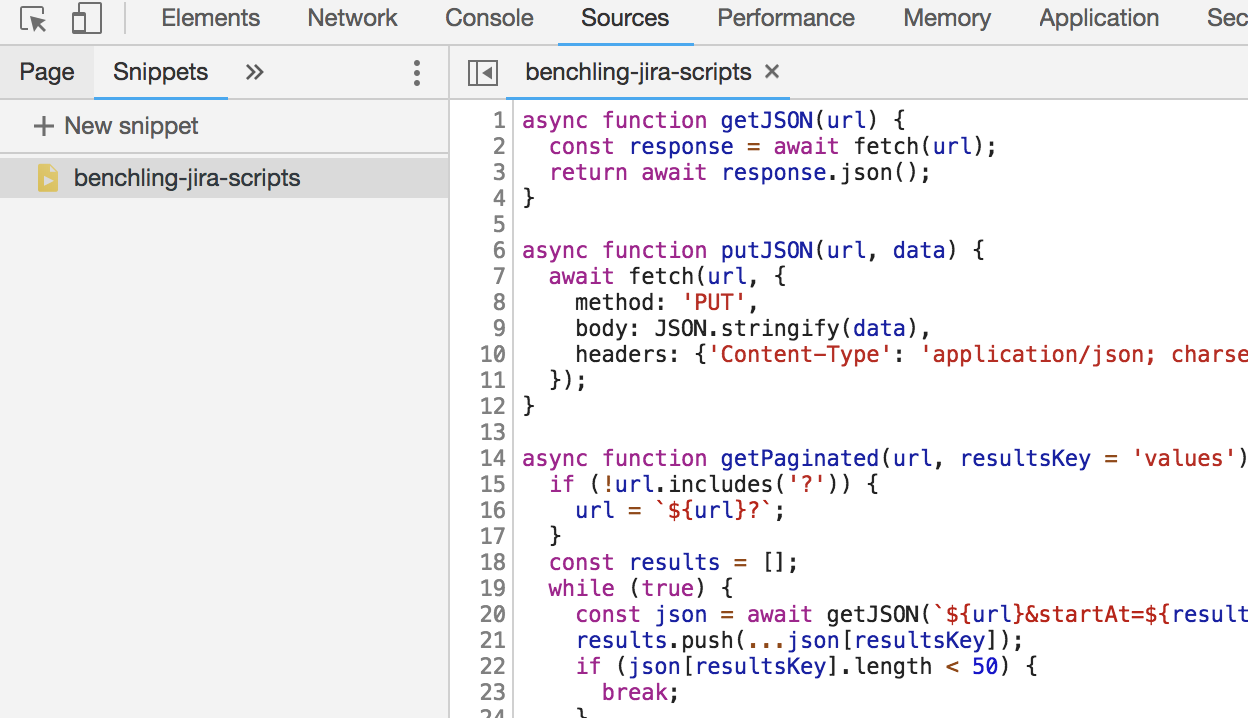 Elements Network Console Sources Performance Memory Application Sec
Page Snippets »
benchling-jira-scripts ×
+ New snippet
benchling-jira-scripts
1 async function getJSON(url) {
2   const response = await fetch(url);
3   return await response.json();
4 }
5
6 async function putJSON(url, data) {
7   await fetch(url, {
8     method: 'PUT',
9     body: JSON.stringify(data),
10     headers: {'Content-Type': 'application/json; charse
11   });
12 }
13
14 async function getPaginated(url, resultsKey = 'values')
15   if (!url.includes('?')) {
16     url = `${url}?`;
17   }
18   const results = [];
19   while (true) {
20     const json = await getJSON(`${url}&startAt=${result
21     results.push(...json[resultsKey]);
22     if (json[resultsKey].length < 50) {
23       break;
24     }